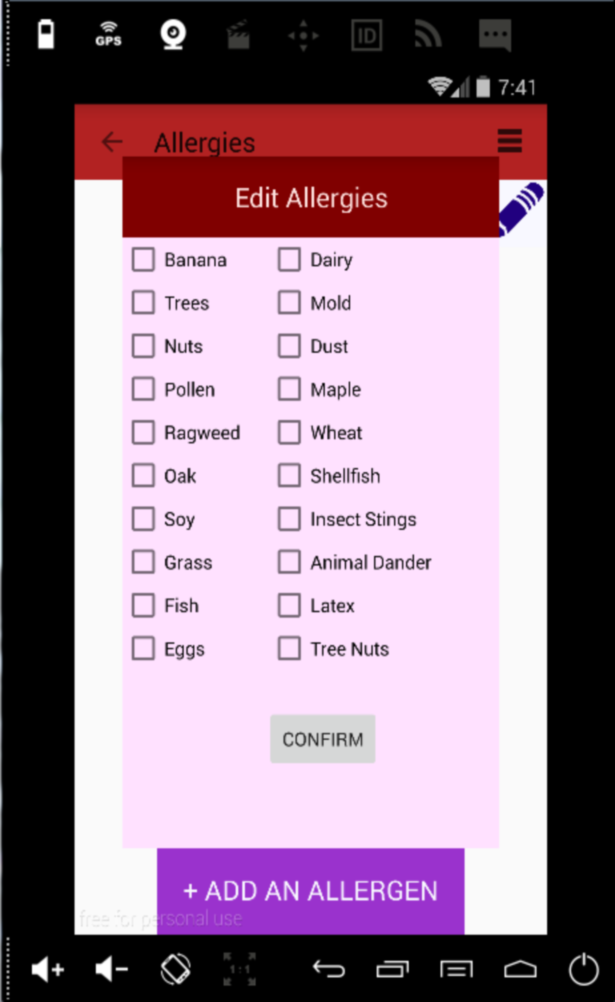 GPS
ID
7:41
Allergies
Edit Allergies
Banana Dairy
Trees Mold
Nuts Dust
Pollen Maple
Ragweed Wheat
Oak Shellfish
Soy Insect Stings
Grass Animal Dander
Fish Latex
Eggs Tree Nuts
CONFIRM
+ ADD AN ALLERGEN
free for personal use
1:1